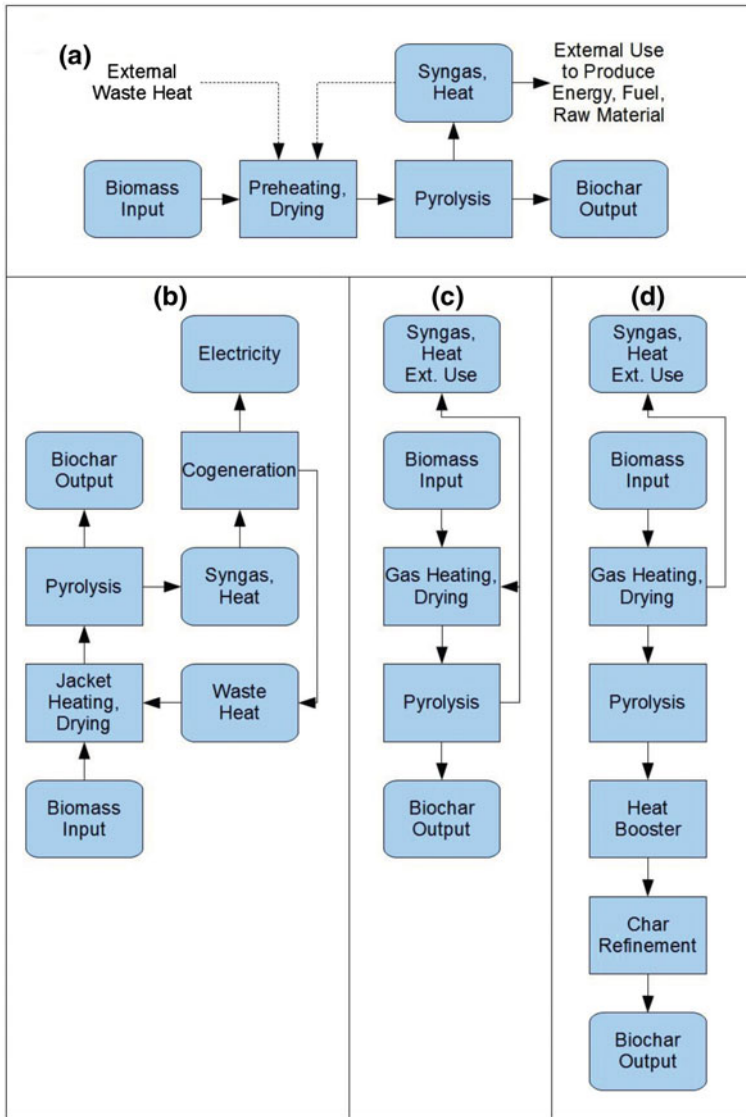 (a)
External
Waste Heat
Syngas,
Heat
External Use
to Produce
Energy, Fuel,
Raw Material
Biomass
Input
Preheating,
Drying
Pyrolysis
Biochar
Output
(b)
Electricity
Biochar
Output
Cogeneration
Pyrolysis
Syngas,
Heat
Jacket
Heating,
Drying
Waste
Heat
Biomass
Input
(c)
Syngas,
Heat
Ext. Use
Biomass
Input
Gas Heating,
Drying
Pyrolysis
Biochar
Output
(d)
Syngas,
Heat
Ext. Use
Biomass
Input
Gas Heating,
Drying
Pyrolysis
Heat
Booster
Char
Refinement
Biochar
Output